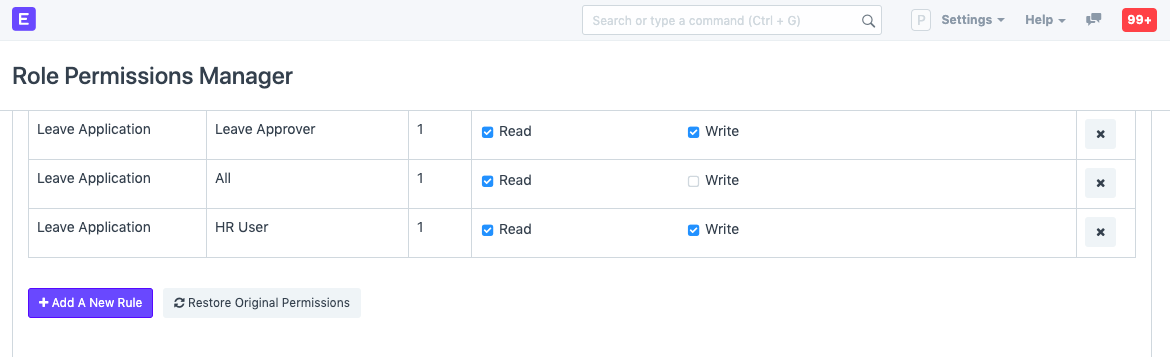 E
Search or type a command (Ctrl + G)
P
Settings
Help
99+
Role Permissions Manager
Leave Application Leave Approver 1 Read Write
Leave Application All 1 Read Write
Leave Application HR User 1 Read Write
Add A New Rule
Restore Original Permissions